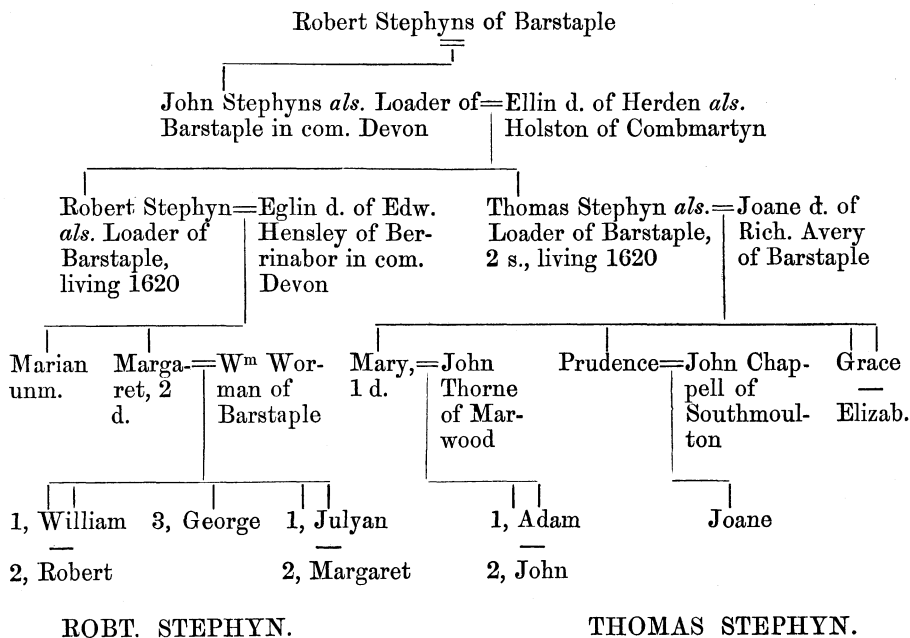 Robert Stephyns of Barstaple
John Stephyns als. Loader of=Ellin d. of Herden als.
Barstaple in com. Devon Holston of Combmartyn
Robert Stephyn=Eglin d. of Edw.
als. Loader of Hensley of Ber-
Barstaple, rinabor in com.
living 1620 Devon
Thomas Stephyn als.=Joane d. of
Loader of Barstaple, Rich. Avery
2 s., living 1620 of Barstaple
Marian
unm.
Marga-=Wm Wor-
ret, 2 man of
d. Barstaple
Mary,=John
1 d. Thorne
of Mar-
wood
Prudence=John Chap-
pell of
Southmoul-
ton
Grace
Elizab.
1, William 3, George 1, Julyan 1, Adam Joane
2, Robert 2, Margaret 2, John
ROBT. STEPHYN. THOMAS STEPHYN.